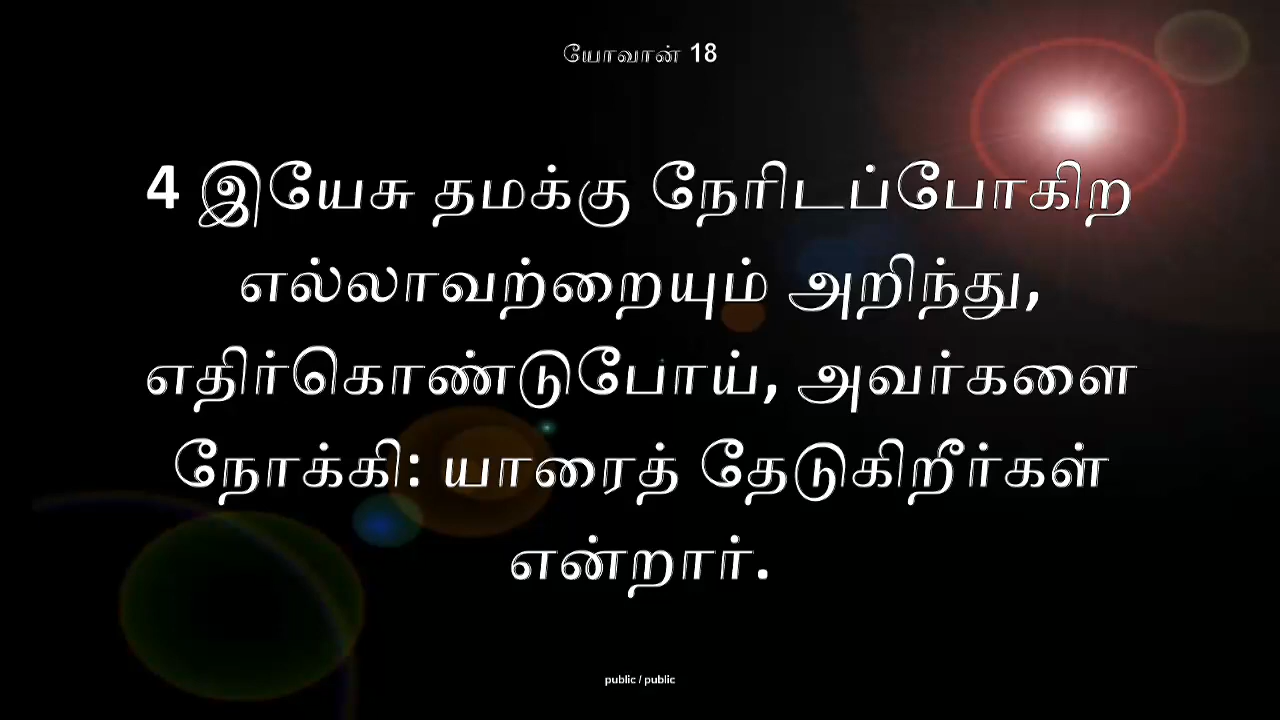 யோவான் 18
4 இயேசு தமக்கு நேரிடப்போகிற
எல்லாவற்றையும் அறிந்து,
எதிர்கொண்டுபோய், அவர்களை
நோக்கி: யாரைத் தேடுகிறீர்கள்
என்றார்.
public / public